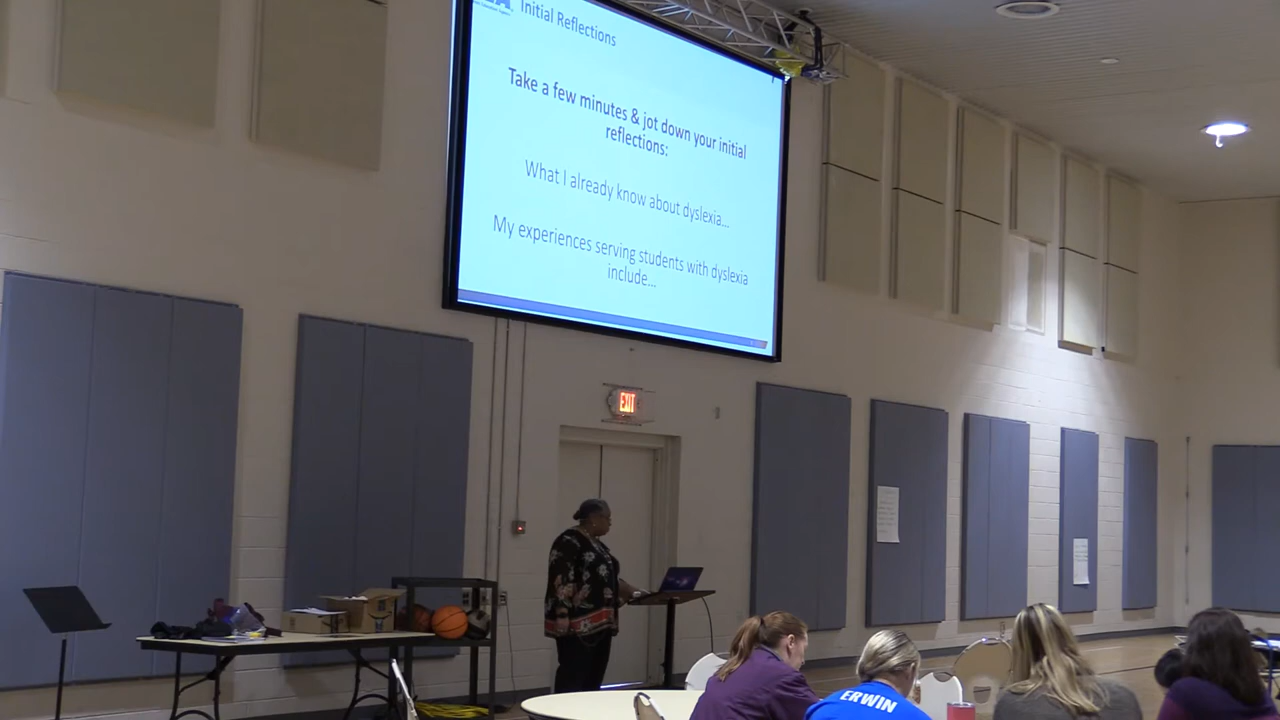 Initial Reflections
Take a few minutes & jot down your initial
reflections:
What I already know about dyslexia...
My experiences serving students with dyslexia
include...
EXIT
ERWIN